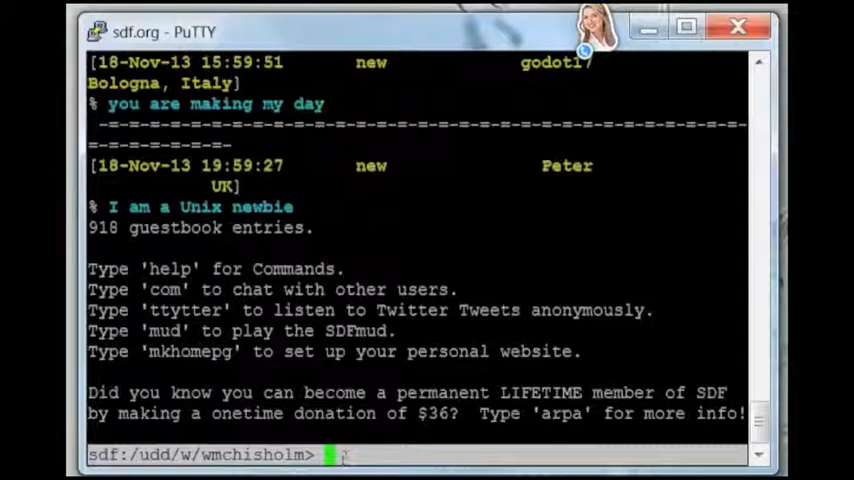 sdf.org - PuTTY
[18-Nov-13 15:59:51 new godot17
Bologna, Italy]
% you are making my day
-=-=-=-=-=-=-=-=-=-=-=-=-=-=-=-=-=-=-=-=-=-=-=-=-=-=-=-=-=-=-=-
=-=-=-=-=-=-=-
[18-Nov-13 19:59:27 new Peter
UK]
% I am a Unix newbie
918 guestbook entries.
Type 'help' for Commands.
Type 'com' to chat with other users.
Type 'ttytter' to listen to Twitter Tweets anonymously.
Type 'mud' to play the SDFmud.
Type 'mkhomepg' to set up your personal website.
Did you know you can become a permanent LIFETIME member of SDF
by making a onetime donation of $36? Type 'arpa' for more info!
sdf:/udd/w/wmchisholm>